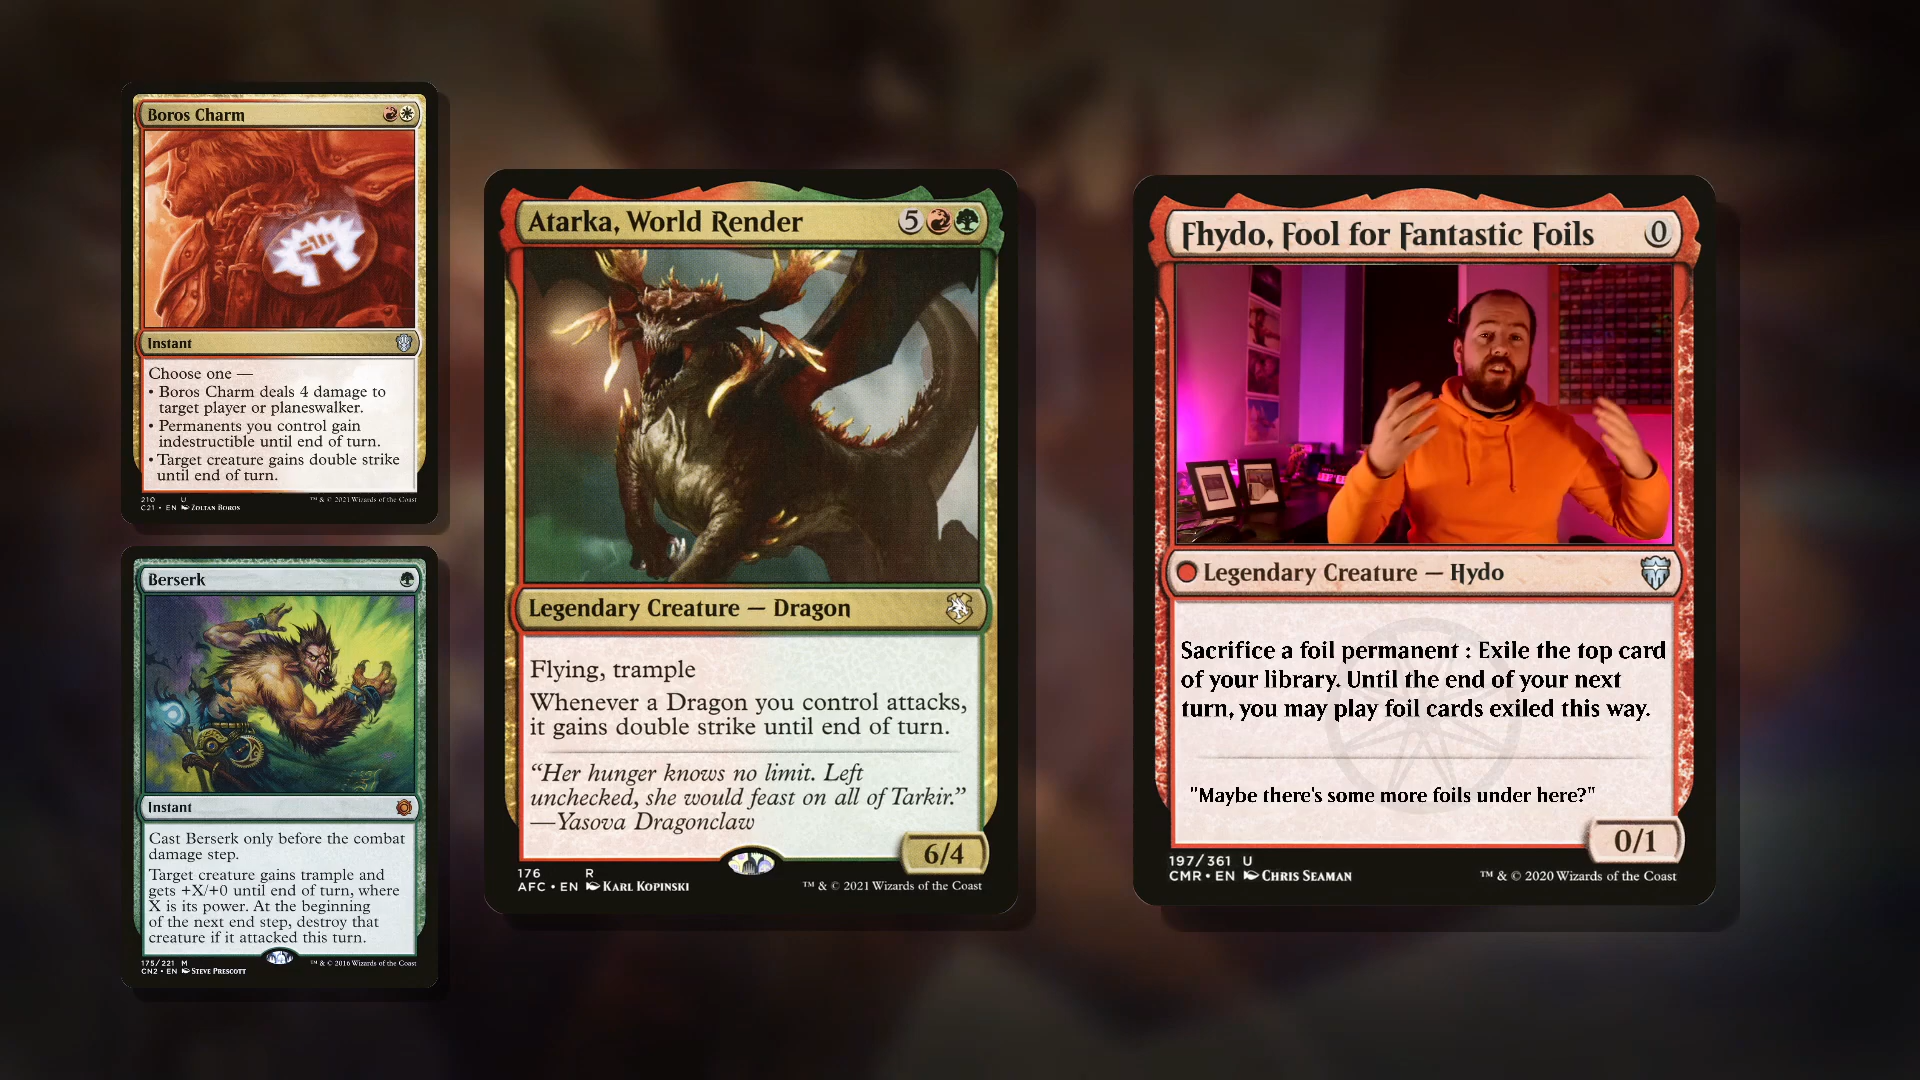 Boros Charm
Instant
Choose one —
• Boros Charm deals 4 damage to
target player or planeswalker.
• Permanents you control gain
indestructible until end of turn.
• Target creature gains double strike
until end of turn.
210 U
C21 • EN ZOLTAN BOROS
™ & © 2021 Wizards of the Coast
Berserk
Instant
Cast Berserk only before the combat
damage step.
Target creature gains trample and
gets +X/+0 until end of turn, where
X is its power. At the beginning
of the next end step, destroy that
creature if it attacked this turn.
175/221 M
CN2 • EN STEVE PRESCOTT
™ & © 2016 Wizards of the Coast
Atarka, World Render 5
Legendary Creature — Dragon
Flying, trample
Whenever a Dragon you control attacks,
it gains double strike until end of turn.
“Her hunger knows no limit. Left
unchecked, she would feast on all of Tarkir.”
—Yasova Dragonclaw
6/4
176 R
AFC • EN KARL KOPINSKI
™ & © 2021 Wizards of the Coast
Fhydo, Fool for Fantastic Foils 0
Legendary Creature — Hydo
Sacrifice a foil permanent : Exile the top card
of your library. Until the end of your next
turn, you may play foil cards exiled this way.
"Maybe there's some more foils under here?"
0/1
197/361 U
CMR • EN CHRIS SEAMAN
™ & © 2020 Wizards of the Coast